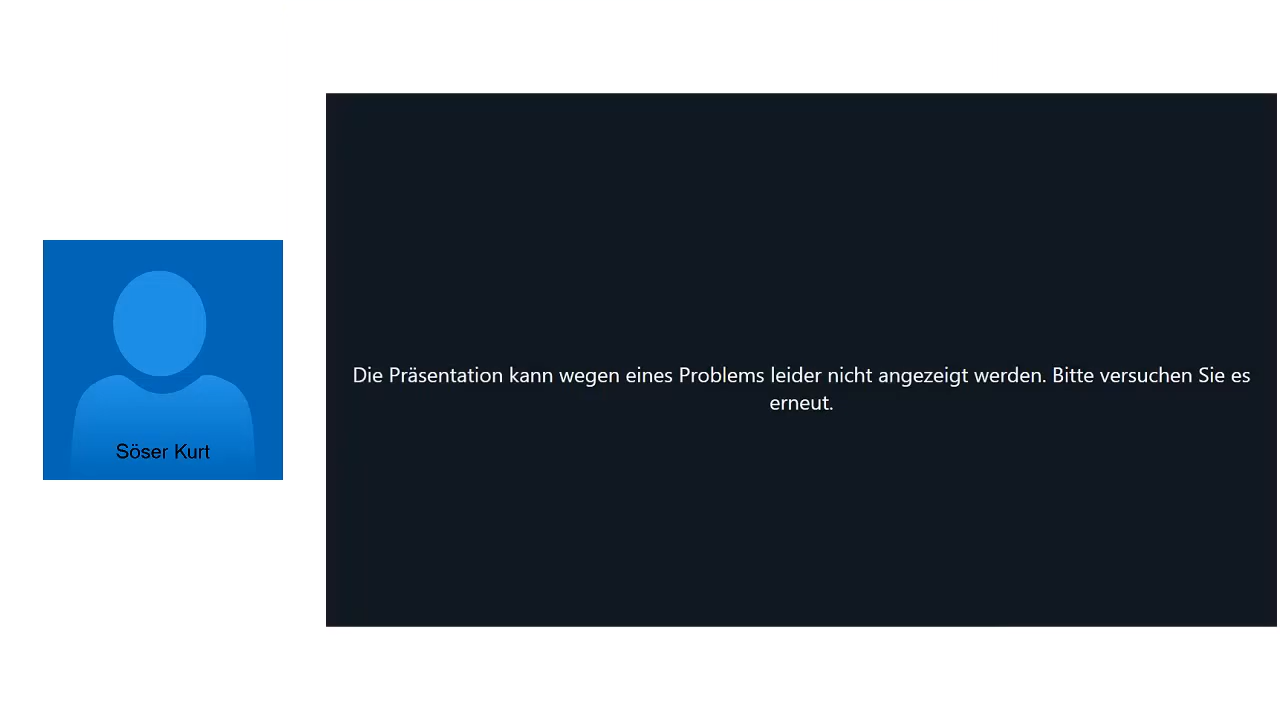 Söser Kurt
Die Präsentation kann wegen eines Problems leider nicht angezeigt werden. Bitte versuchen Sie es
erneut.